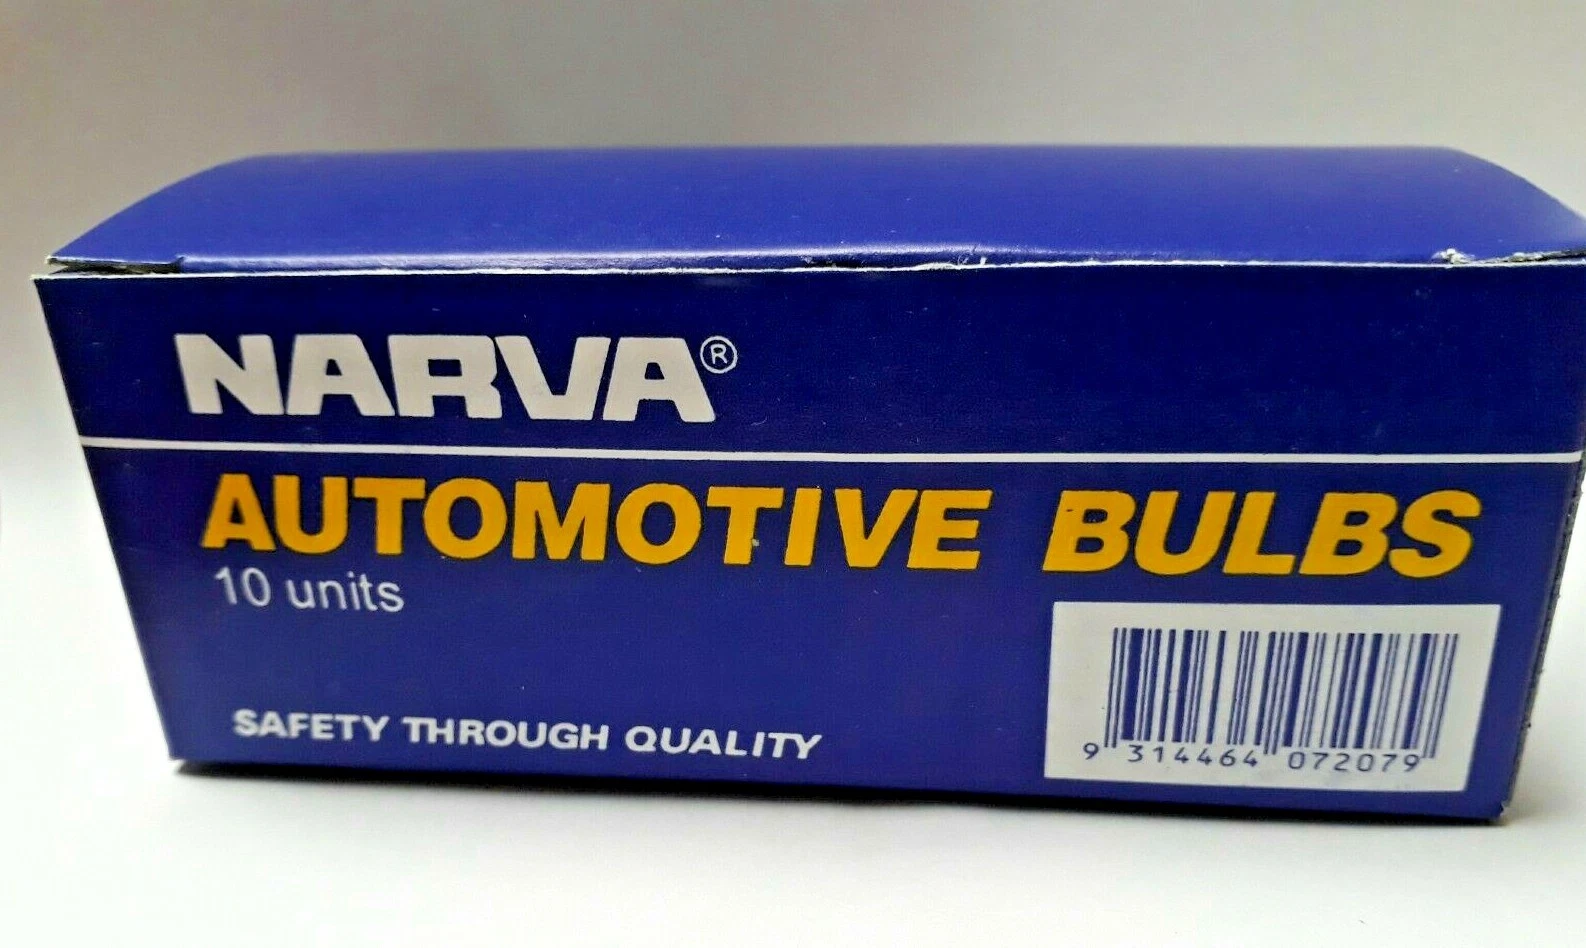 NARVA®
AUTOMOTIVE BULBS
10 units
SAFETY THROUGH QUALITY
9 314464 072079